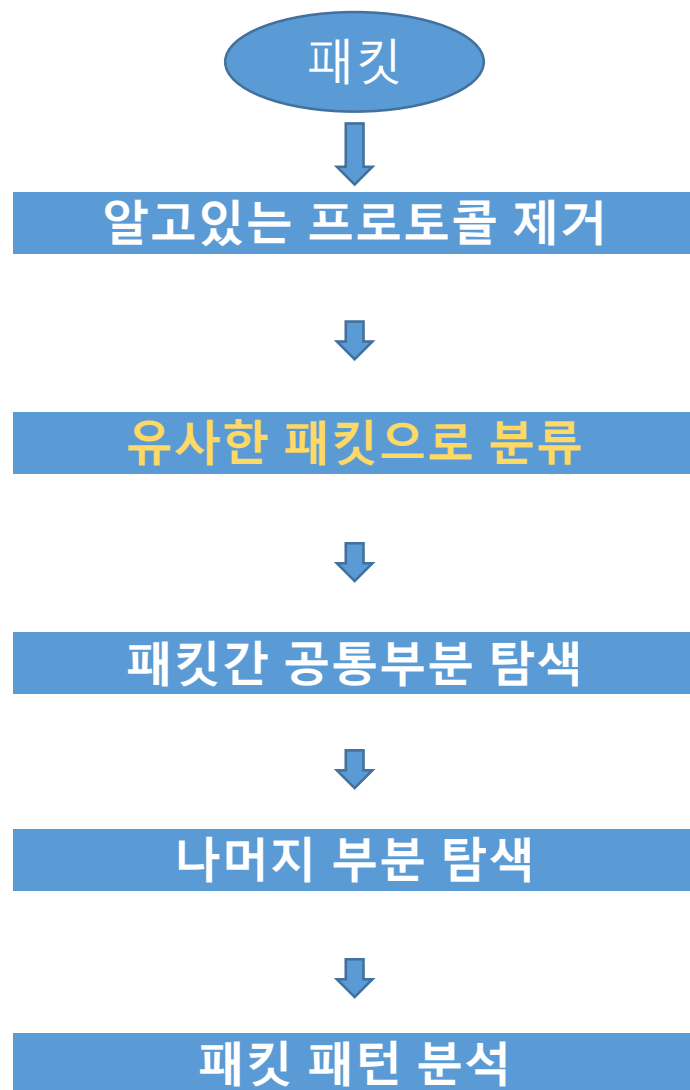 패킷
알고있는 프로토콜 제거
유사한 패킷으로 분류
패킷간 공통부분 탐색
나머지 부분 탐색
패킷 패턴 분석